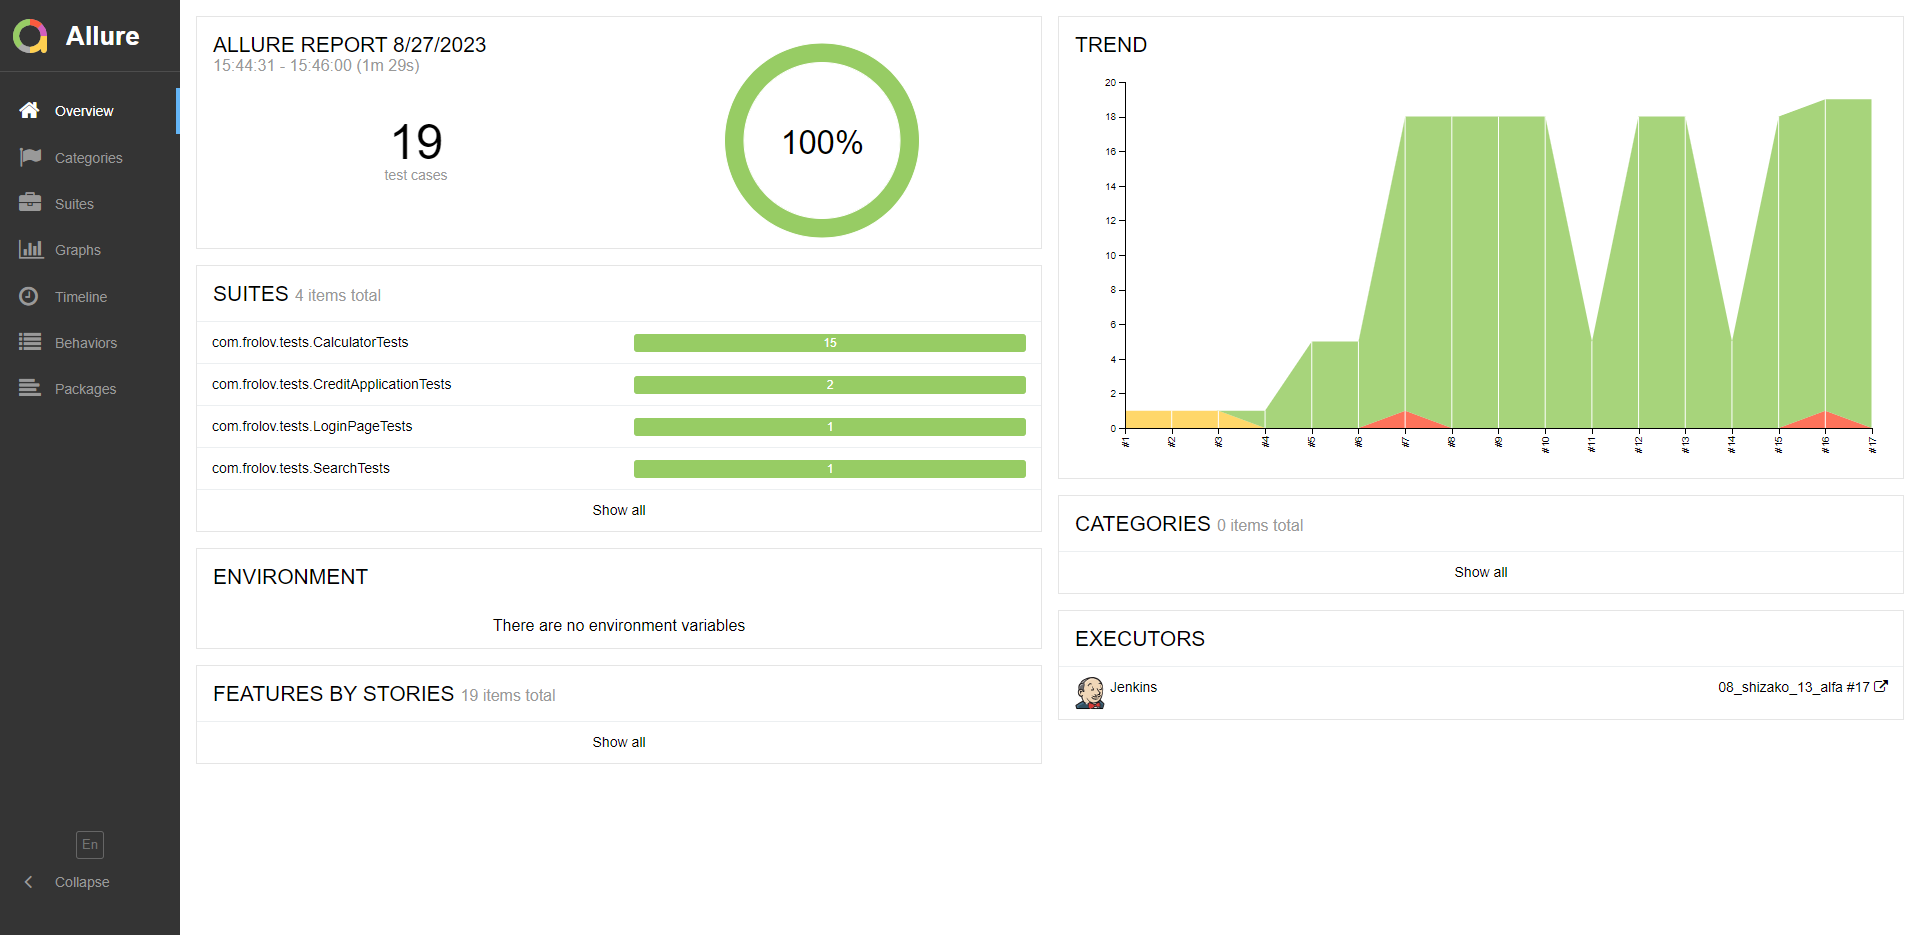 Allure
Overview
Categories
Suites
Graphs
Timeline
Behaviors
Packages
En
Collapse
ALLURE REPORT 8/27/2023
15:44:31 - 15:46:00 (1m 29s)
19
test cases
100%
SUITES 4 items total
com.frolov.tests.CalculatorTests 15
com.frolov.tests.CreditApplicationTests 2
com.frolov.tests.LoginPageTests 1
com.frolov.tests.SearchTests 1
Show all
ENVIRONMENT
There are no environment variables
FEATURES BY STORIES 19 items total
Show all
TREND
20
18
16
14
12
10
8
6
4
2
0
#1 #2 #3 #4 #5 #6 #7 #8 #9 #10 #11 #12 #13 #14 #15 #16 #17
CATEGORIES 0 items total
Show all
EXECUTORS
Jenkins 08_shizako_13_alfa #17